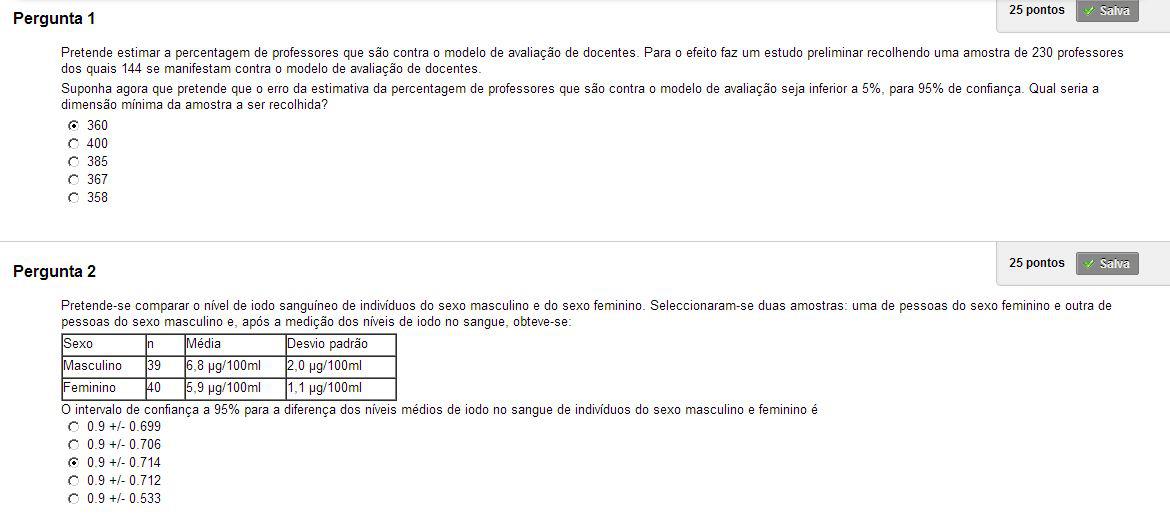 Pergunta 1
25 pontos
Salva
Pretende estimar a percentagem de professores que são contra o modelo de avaliação de docentes. Para o efeito faz um estudo preliminar recolhendo uma amostra de 230 professores
dos quais 144 se manifestam contra o modelo de avaliação de docentes.
Suponha agora que pretende que o erro da estimativa da percentagem de professores que são contra o modelo de avaliação seja inferior a 5%, para 95% de confiança. Qual seria a
dimensão mínima da amostra a ser recolhida?
360
400
385
367
358
Pergunta 2
25 pontos
Salva
Pretende-se comparar o nível de iodo sanguíneo de indivíduos do sexo masculino e do sexo feminino. Seleccionaram-se duas amostras: uma de pessoas do sexo feminino e outra de
pessoas do sexo masculino e, após a medição dos níveis de iodo no sangue, obteve-se:
Sexo n Média Desvio padrão
Masculino 39 6,8 µg/100ml 2,0 µg/100ml
Feminino 40 5,9 µg/100ml 1,1 µg/100ml
O intervalo de confiança a 95% para a diferença dos níveis médios de iodo no sangue de indivíduos do sexo masculino e feminino é
0.9 +/- 0.699
0.9 +/- 0.706
0.9 +/- 0.714
0.9 +/- 0.712
0.9 +/- 0.533